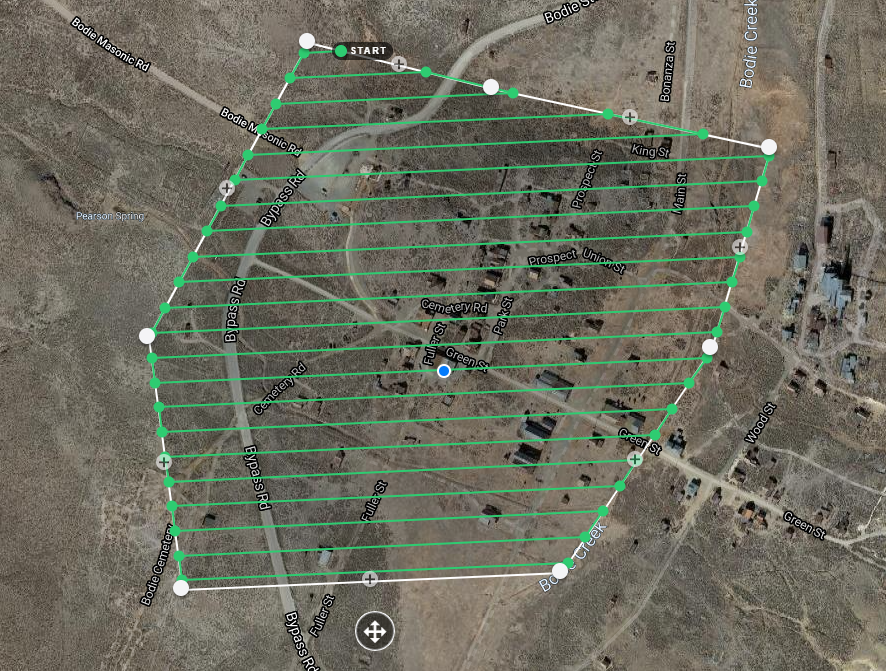 Bodie St
Bodie Masonic Rd
START
Bodie Creek
Bonanza St
Bodie Masonic Rd
King St
Prospect St
Main St
Bypass Rd
Pearson Spring
Prospect
Union St
Bypass Rd
Cemetery Rd
Park St
Fuller St
Green St
Cemetery Rd
Wood St
Green St
Bypass Rd
Fuller St
Green St
Bodie Cemetery
Bodie Creek
Fuller St
Bypass Rd